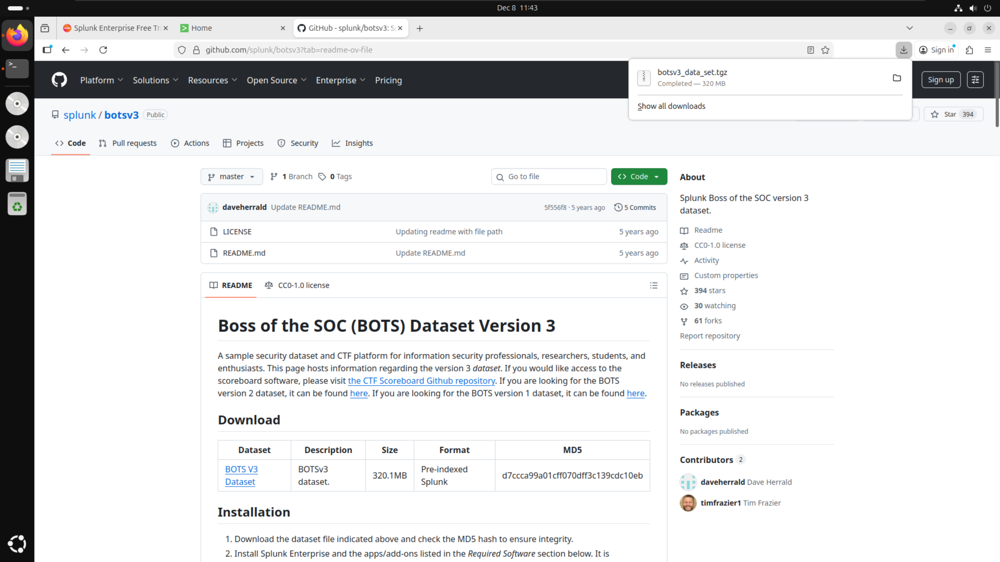 Dec 8 11:43
Splunk Enterprise Free Tri
Home
GitHub - splunk/botsv3: S
github.com/splunk/botsv3?tab=readme-ov-file
Sign in
botsv3_data_set.tgz
Completed — 320 MB
Show all downloads
Platform
Solutions
Resources
Open Source
Enterprise
Pricing
Sign up
splunk / botsv3 Public
Star 394
Code
Pull requests
Actions
Projects
Security
Insights
master
1 Branch
0 Tags
Go to file
Code
daveherrald Update README.md 5f556f8 · 5 years ago 5 Commits
LICENSE Updating readme with file path 5 years ago
README.md Update README.md 5 years ago
README
CC0-1.0 license
Boss of the SOC (BOTS) Dataset Version 3
A sample security dataset and CTF platform for information security professionals, researchers, students, and
enthusiasts. This page hosts information regarding the version 3 dataset. If you would like access to the
scoreboard software, please visit the CTF Scoreboard Github repository. If you are looking for the BOTS
version 2 dataset, it can be found here. If you are looking for the BOTS version 1 dataset, it can be found here.
Download
Dataset Description Size Format MD5
BOTS V3 Dataset BOTSv3 dataset. 320.1MB Pre-indexed Splunk d7ccca99a01cff070dff3c139cdc10eb
Installation
1. Download the dataset file indicated above and check the MD5 hash to ensure integrity.
2. Install Splunk Enterprise and the apps/add-ons listed in the Required Software section below. It is
About
Splunk Boss of the SOC version 3
dataset.
Readme
CC0-1.0 license
Activity
Custom properties
394 stars
30 watching
61 forks
Report repository
Releases
No releases published
Packages
No packages published
Contributors 2
daveherrald Dave Herrald
timfrazier1 Tim Frazier